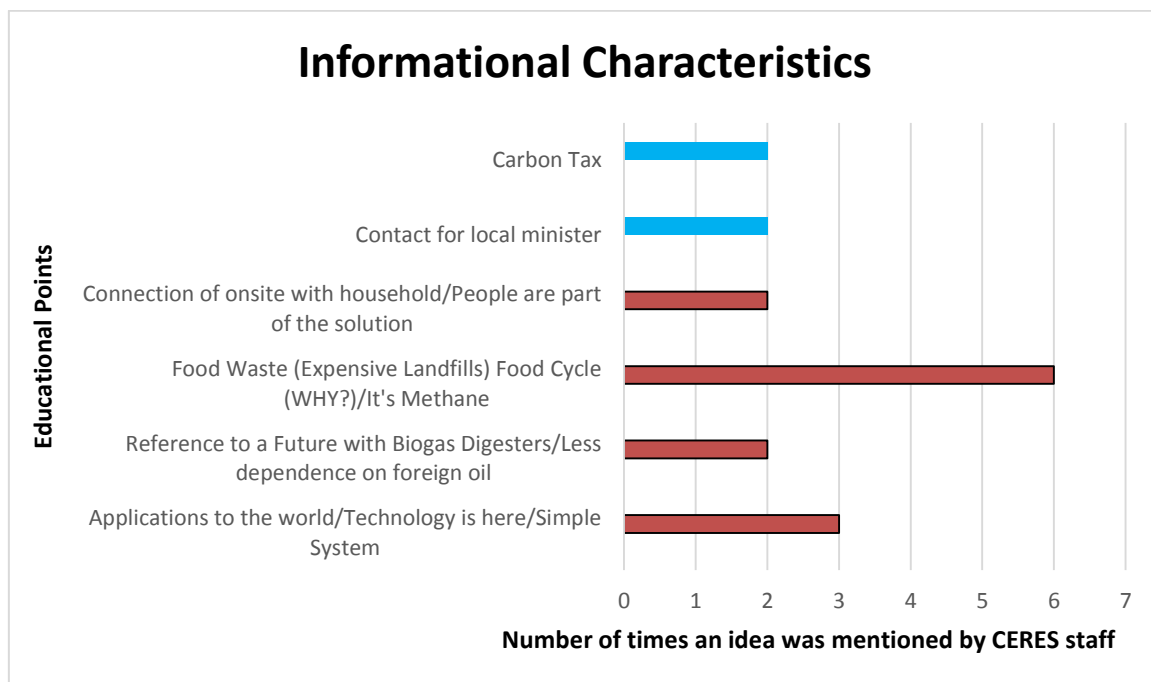 Informational Characteristics
Educational Points
Carbon Tax
Contact for local minister
Connection of onsite with household/People are part
of the solution
Food Waste (Expensive Landfills) Food Cycle
(WHY?)/It's Methane
Reference to a Future with Biogas Digesters/Less
dependence on foreign oil
Applications to the world/Technology is here/Simple
System
0 1 2 3 4 5 6 7
Number of times an idea was mentioned by CERES staff